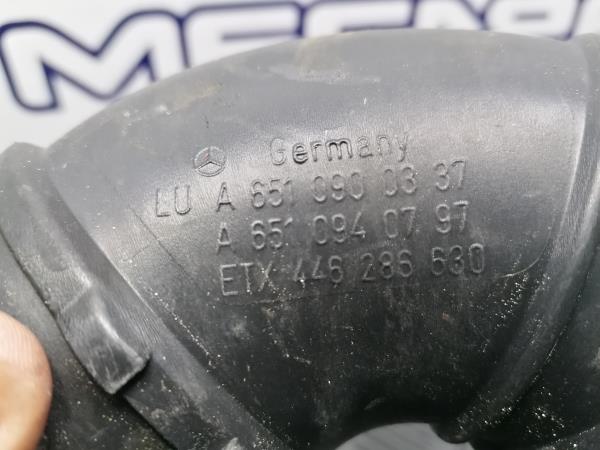 Germany
LU A 651 090 03 37
A 651 094 07 97
ETX 446 286 630